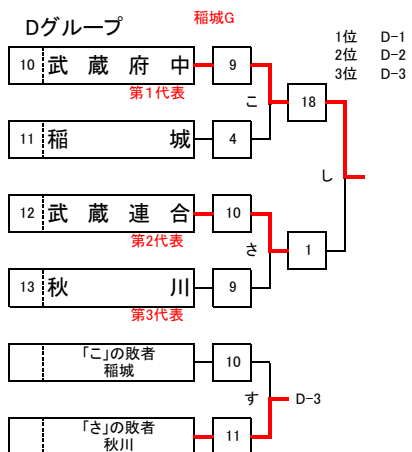 Dグループ
稲城G
1位 D-1
2位 D-2
3位 D-3
10 武蔵府中 9
第1代表
こ
18
11 稲城 4
し
12 武蔵連合 10
第2代表
さ
1
13 秋川 9
第3代表
「こ」の敗者
稲城
10
す D-3
「さ」の敗者
秋川
11